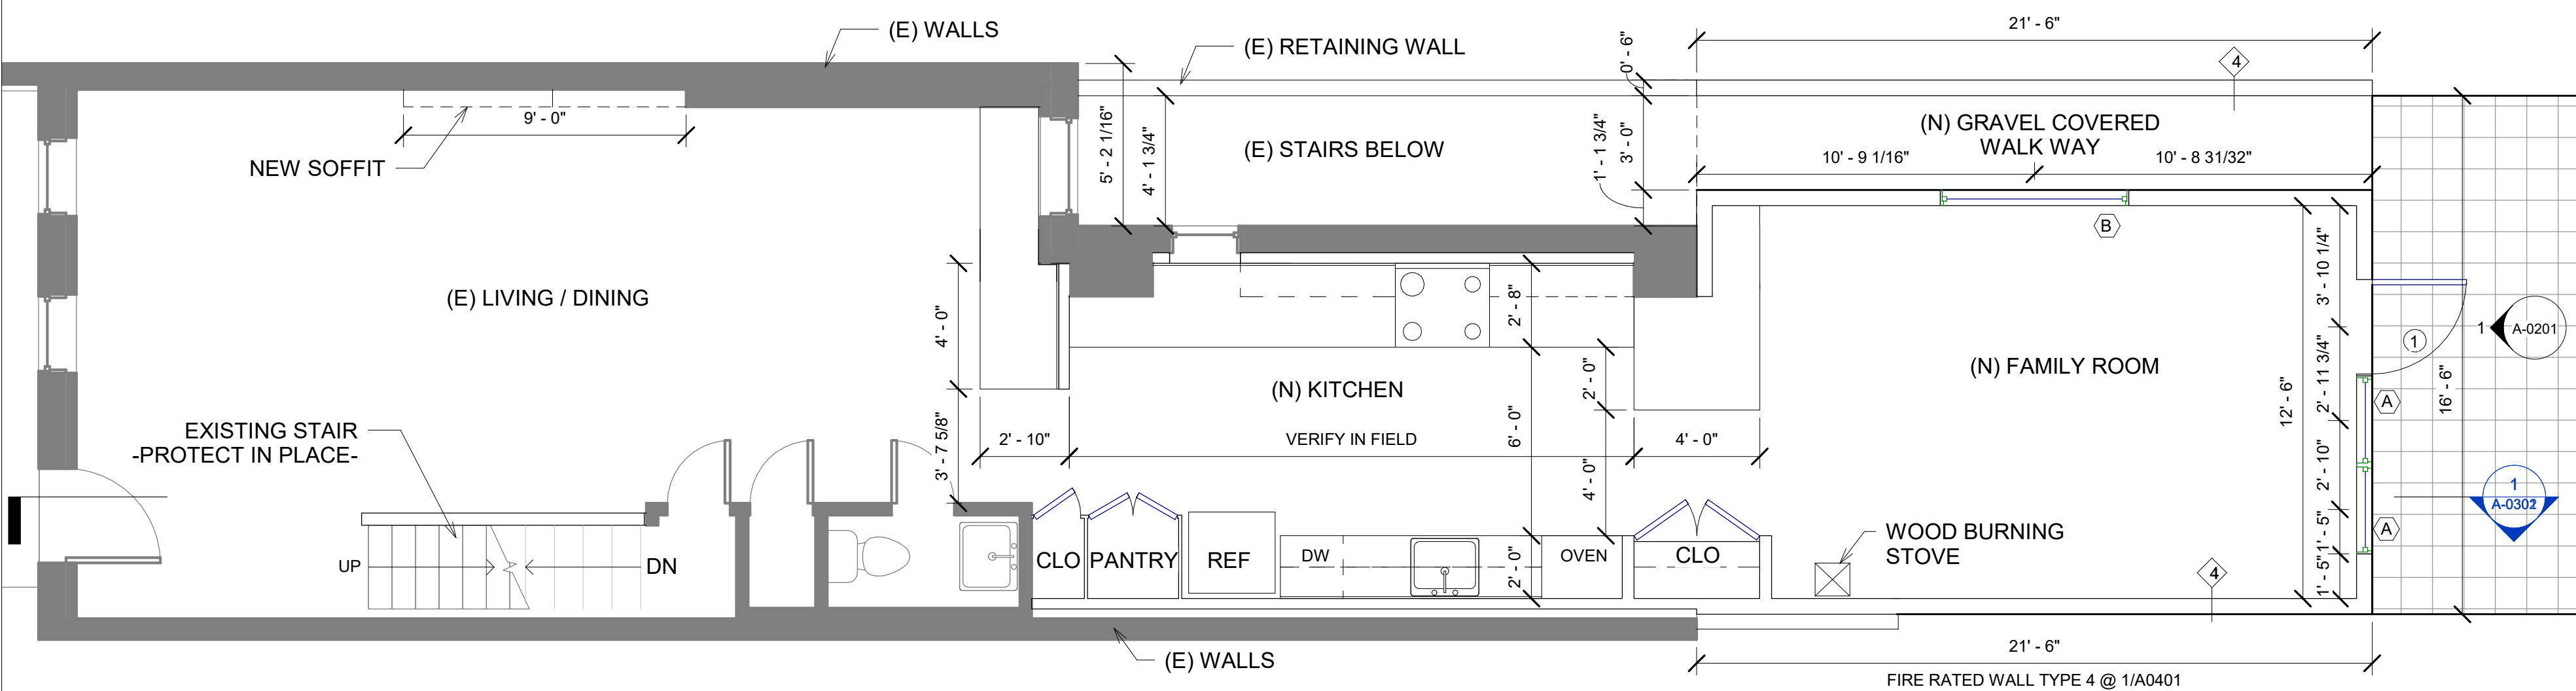 (E) WALLS
(E) RETAINING WALL
0' - 6"
21' - 6"
4
9' - 0"
NEW SOFFIT
5' - 2 1/16"
4' - 1 3/4"
(E) STAIRS BELOW
1' - 1 3/4"
3' - 0"
(N) GRAVEL COVERED
WALK WAY
10' - 9 1/16"
10' - 8 31/32"
B
(E) LIVING / DINING
4' - 0"
2' - 8"
3' - 10 1/4"
1
A-0201
1
(N) KITCHEN
2' - 0"
(N) FAMILY ROOM
2' - 11 3/4"
12' - 6"
16' - 6"
A
EXISTING STAIR
-PROTECT IN PLACE-
3' - 7 5/8"
2' - 10"
VERIFY IN FIELD
6' - 0"
4' - 0"
4' - 0"
2' - 10"
1
UP
DN
CLO
PANTRY
REF
DW
2' - 0"
OVEN
CLO
WOOD BURNING
STOVE
4
1' - 5"
1' - 5"
A
(E) WALLS
21' - 6"
FIRE RATED WALL TYPE 4 @ 1/A0401